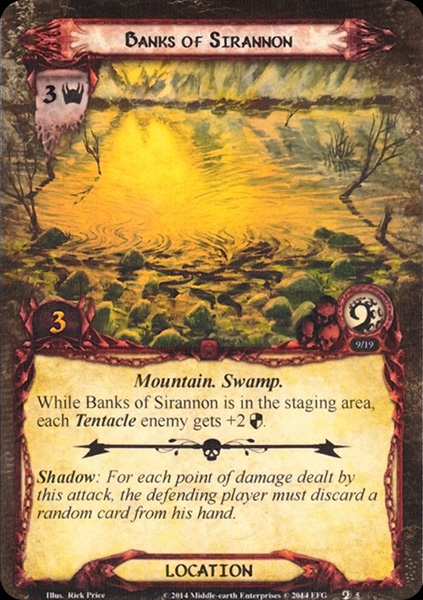 Banks of Sirannon
3
3
9/19
Mountain. Swamp.
While Banks of Sirannon is in the staging area,
each Tentacle enemy gets +2
Shadow: For each point of damage dealt by
this attack, the defending player must discard a
random card from his hand.
LOCATION
Illus. Rick Price © 2014 Middle-earth Enterprises © 2014 FFG